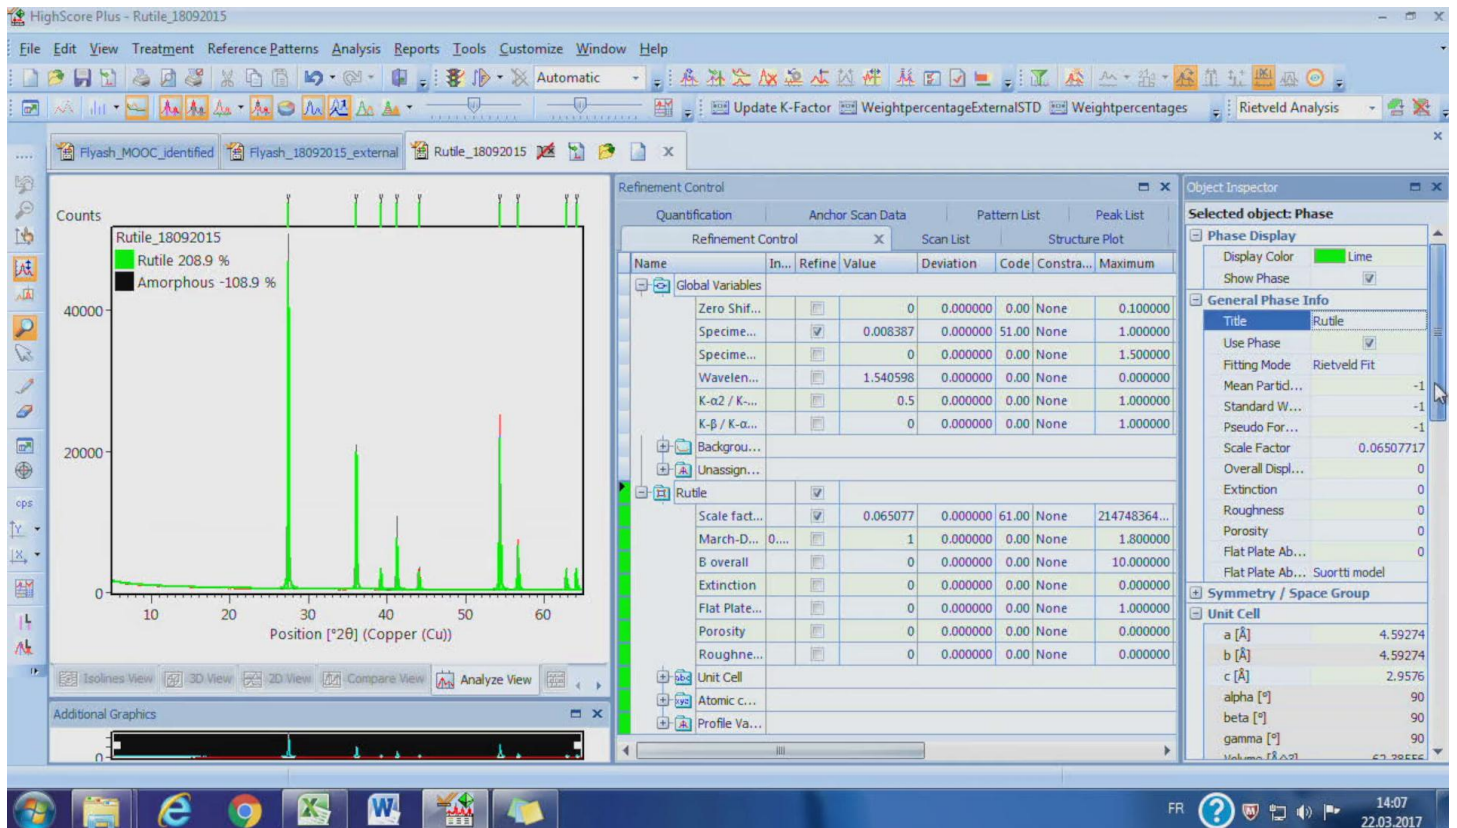 HighScore Plus - Rutile_18092015
File Edit View Treatment Reference Patterns Analysis Reports Tools Customize Window Help
Automatic
Update K-Factor WeightpercentageExternalSTD Weightpercentages Rietveld Analysis
Flyash_MOOC_identified Flyash_18092015_external Rutile_18092015
Counts
Rutile_18092015
Rutile 208.9 %
Amorphous -108.9 %
40000
20000
0
10 20 30 40 50 60
Position [°2θ] (Copper (Cu))
cps
Isolines View 3D View 2D View Compare View Analyze View
Additional Graphics
0
Refinement Control
Quantification Anchor Scan Data Pattern List Peak List
Refinement Control Scan List Structure Plot
Name In... Refine Value Deviation Code Constra... Maximum
Global Variables
Zero Shif... 0 0.000000 0.00 None 0.100000
Specime... 0.008387 0.000000 51.00 None 1.000000
Specime... 0 0.000000 0.00 None 1.500000
Wavelen... 1.540598 0.000000 0.00 None 0.000000
K-α2 / K-... 0.5 0.000000 0.00 None 1.000000
K-β / K-α... 0 0.000000 0.00 None 1.000000
Backgrou...
Unassign...
Rutile
Scale fact... 0.065077 0.000000 61.00 None 214748364...
March-D... 0.... 1 0.000000 0.00 None 1.800000
B overall 0 0.000000 0.00 None 10.000000
Extinction 0 0.000000 0.00 None 0.000000
Flat Plate... 0 0.000000 0.00 None 1.000000
Porosity 0 0.000000 0.00 None 0.000000
Roughne... 0 0.000000 0.00 None 0.000000
Unit Cell
Atomic c...
Profile Va...
Object Inspector
Selected object: Phase
Phase Display
Display Color Lime
Show Phase
General Phase Info
Title Rutile
Use Phase
Fitting Mode Rietveld Fit
Mean Partid... -1
Standard W... -1
Pseudo For... -1
Scale Factor 0.06507717
Overall Displ... 0
Extinction 0
Roughness 0
Porosity 0
Flat Plate Ab... 0
Flat Plate Ab... Suortti model
Symmetry / Space Group
Unit Cell
a [Å] 4.59274
b [Å] 4.59274
c [Å] 2.9576
alpha [°] 90
beta [°] 90
gamma [°] 90
FR
14:07
22.03.2017